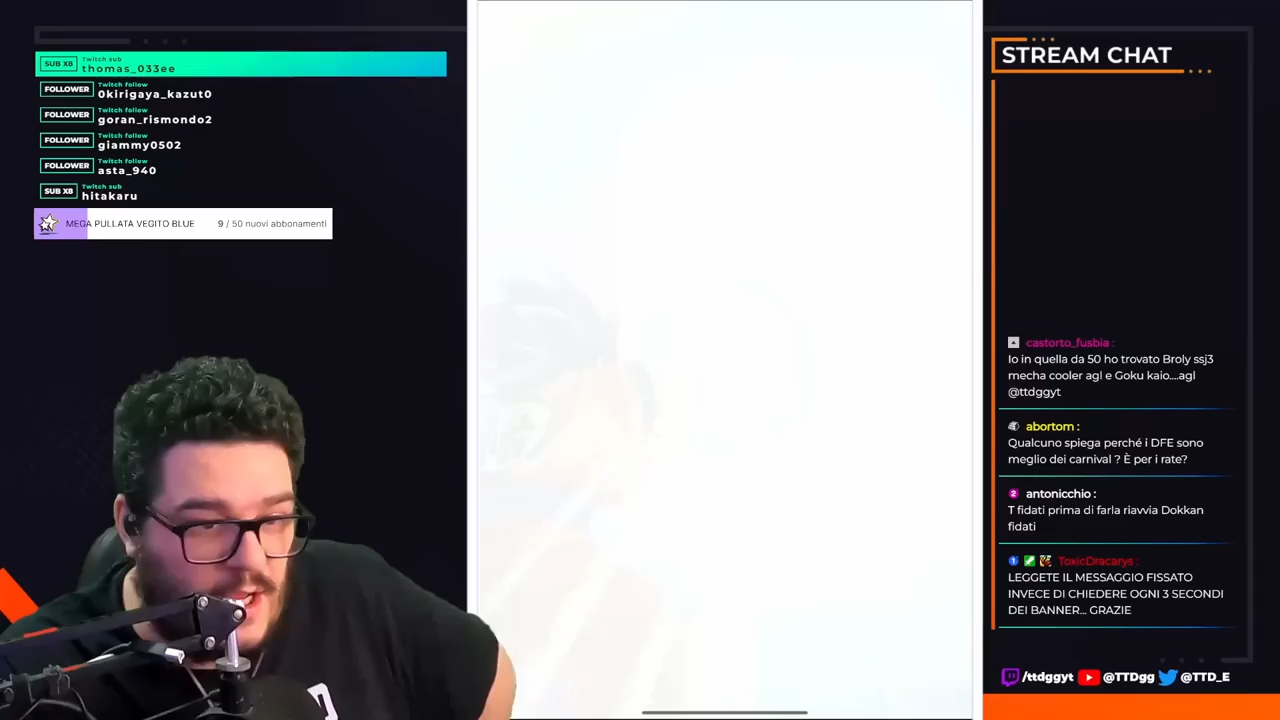 SUB X8 Twitch sub
thomas_033ee
FOLLOWER Twitch follow
0kirigaya_kazut0
FOLLOWER Twitch follow
goran_rismondo2
FOLLOWER Twitch follow
giammy0502
FOLLOWER Twitch follow
asta_940
SUB X8 Twitch sub
hitakaru
MEGA PULLATA VEGITO BLUE 9 / 50 nuovi abbonamenti
STREAM CHAT
castorto_fusbia :
Io in quella da 50 ho trovato Broly ssj3
mecha cooler agl e Goku kaio....agl
@ttdggyt
abortom :
Qualcuno spiega perché i DFE sono
meglio dei carnival ? È per i rate?
2 antonicchio :
T fidati prima di farla riavvia Dokkan
fidati
1 ToxicDracarys :
LEGGETE IL MESSAGGIO FISSATO
INVECE DI CHIEDERE OGNI 3 SECONDI
DEI BANNER... GRAZIE
/ttdggyt @TTDgg @TTD_E